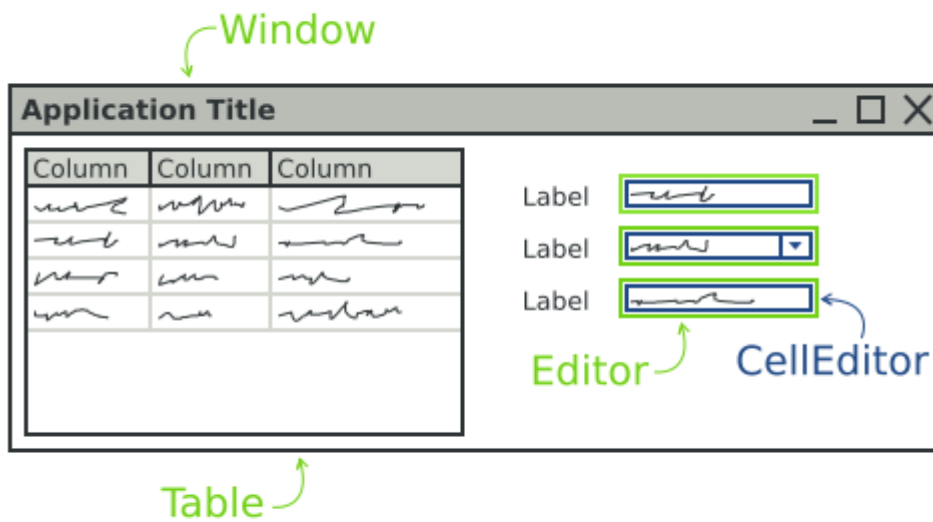 Window
Application Title
Column Column Column
Label
Label
Label
Editor
CellEditor
Table